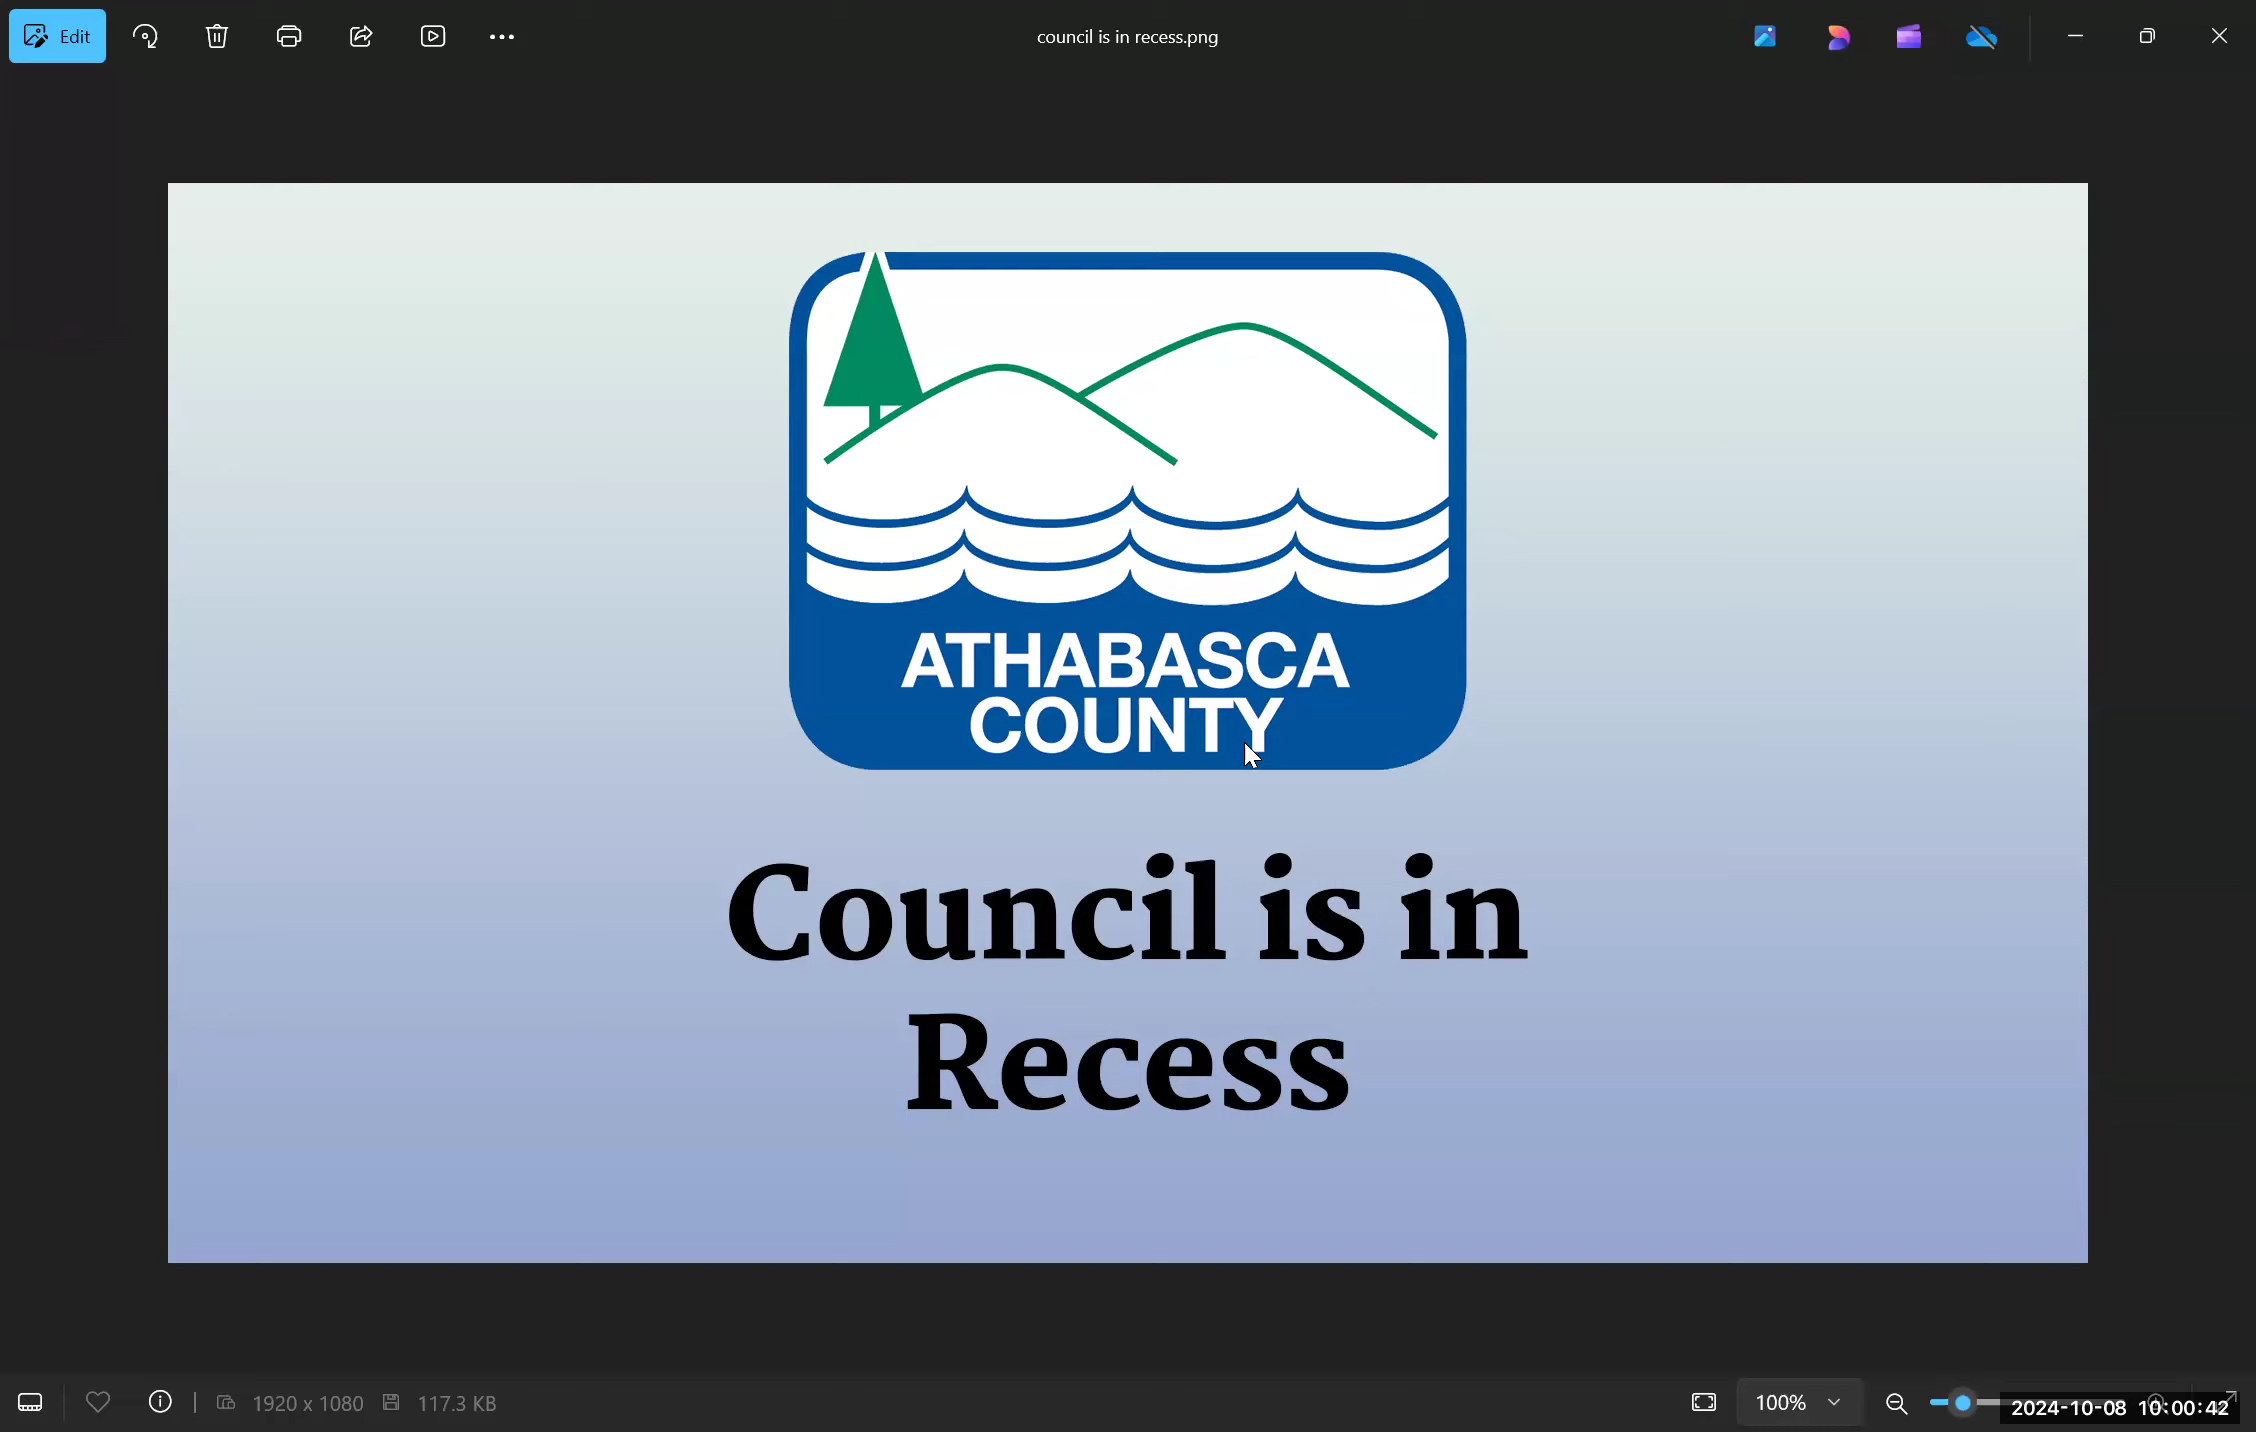 Edit
council is in recess.png
ATHABASCA
COUNTY
Council is in
Recess
1920 x 1080
117.3 KB
100%
2024-10-08 10:00:42